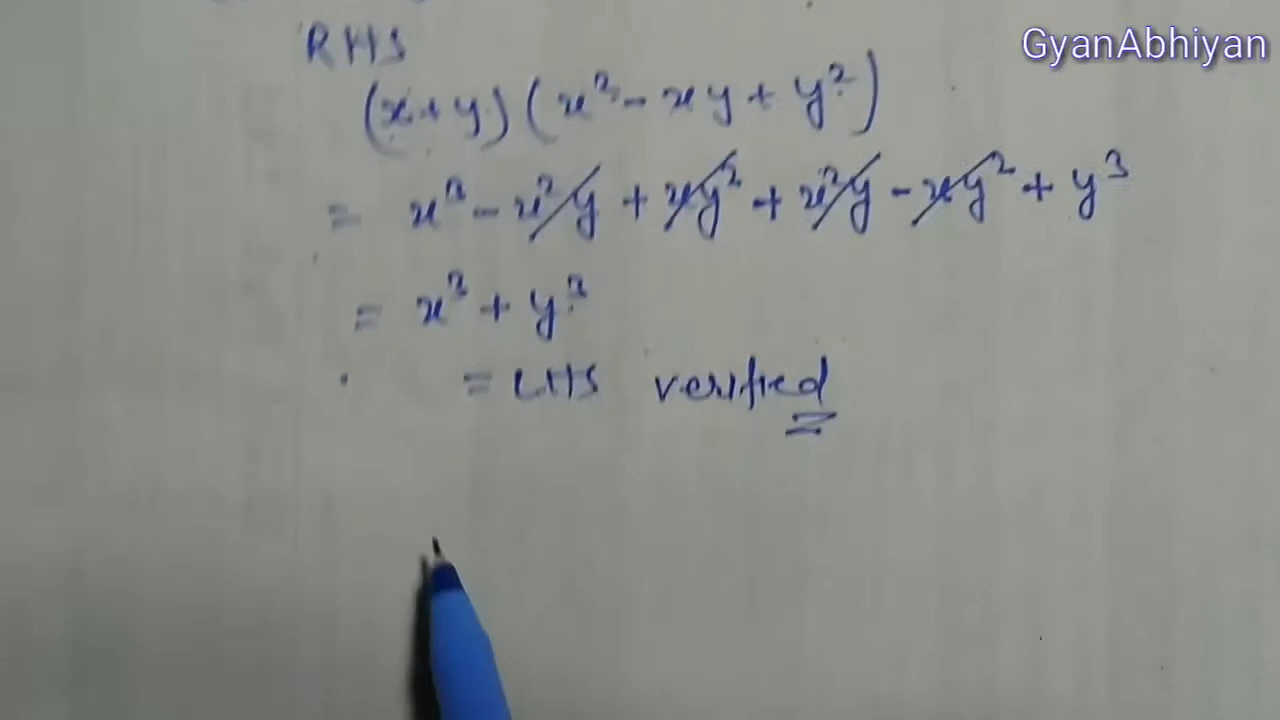 GyanAbhiyan
RHS
(x+y)(x²-xy+y²)
= x³-x²y+xy²+x²y-xy²+y³
= x³+y³
= LHS verified